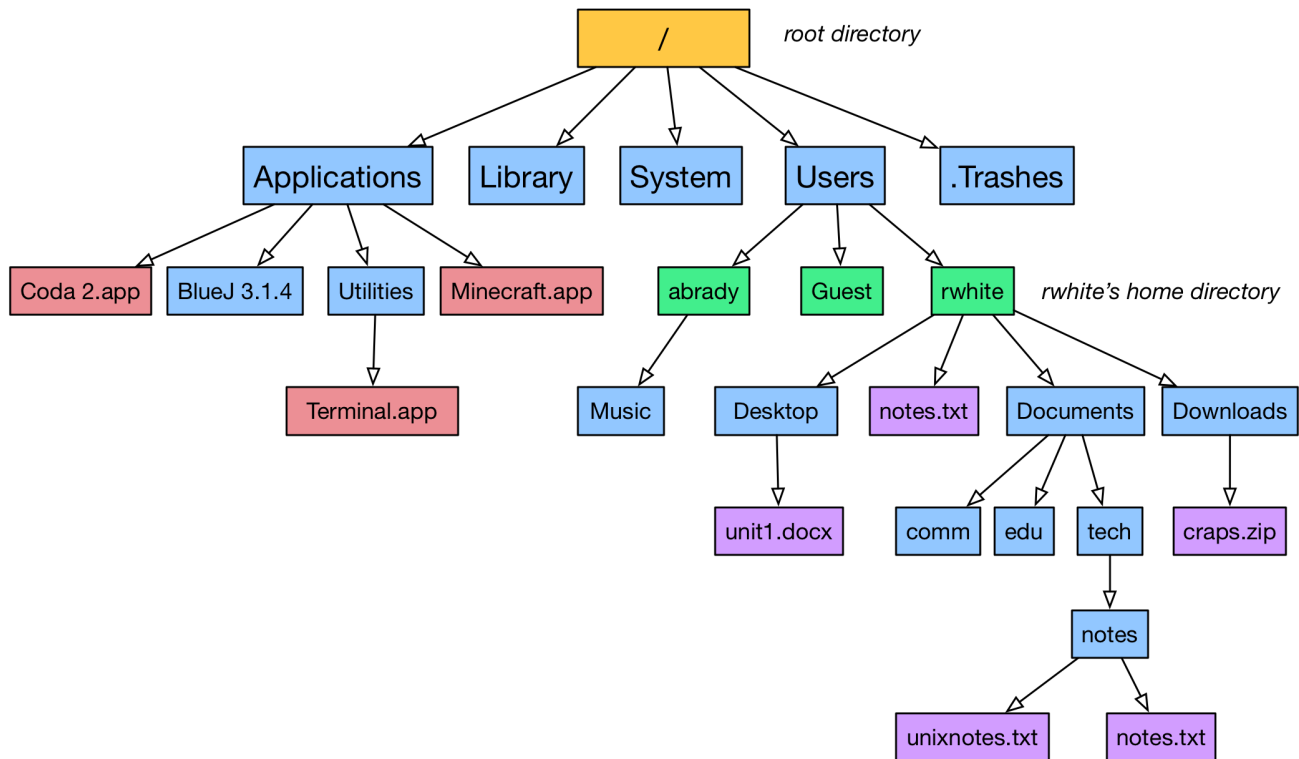 /
root directory
Applications
Library
System
Users
.Trashes
Coda 2.app
BlueJ 3.1.4
Utilities
Minecraft.app
abrady
Guest
rwhite
rwhite’s home directory
Terminal.app
Music
Desktop
notes.txt
Documents
Downloads
unit1.docx
comm
edu
tech
craps.zip
notes
unixnotes.txt
notes.txt